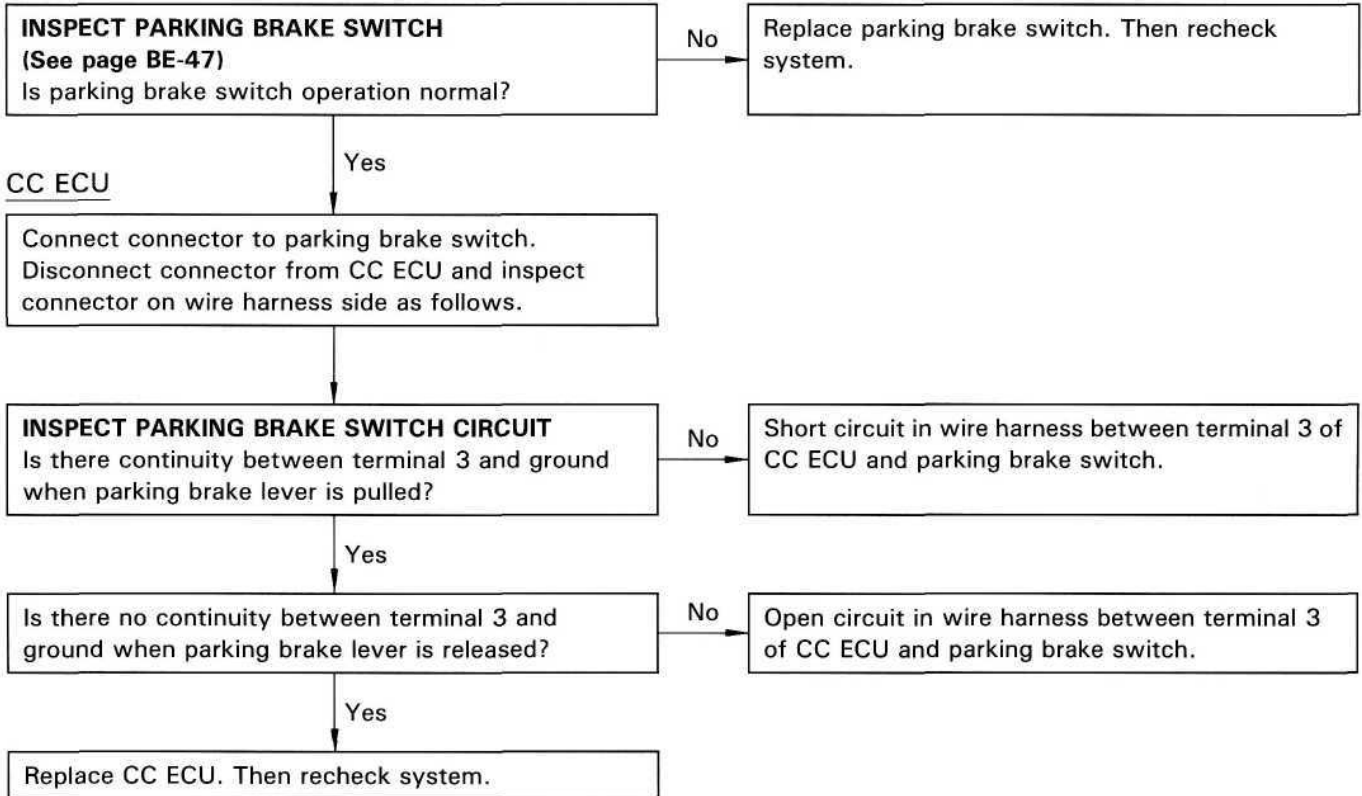 INSPECT PARKING BRAKE SWITCH
(See page BE-47)
Is parking brake switch operation normal?
No
Replace parking brake switch. Then recheck
system.
Yes
CC ECU
Connect connector to parking brake switch.
Disconnect connector from CC ECU and inspect
connector on wire harness side as follows.
INSPECT PARKING BRAKE SWITCH CIRCUIT
Is there continuity between terminal 3 and ground
when parking brake lever is pulled?
No
Short circuit in wire harness between terminal 3 of
CC ECU and parking brake switch.
Yes
Is there no continuity between terminal 3 and
ground when parking brake lever is released?
No
Open circuit in wire harness between terminal 3
of CC ECU and parking brake switch.
Yes
Replace CC ECU. Then recheck system.